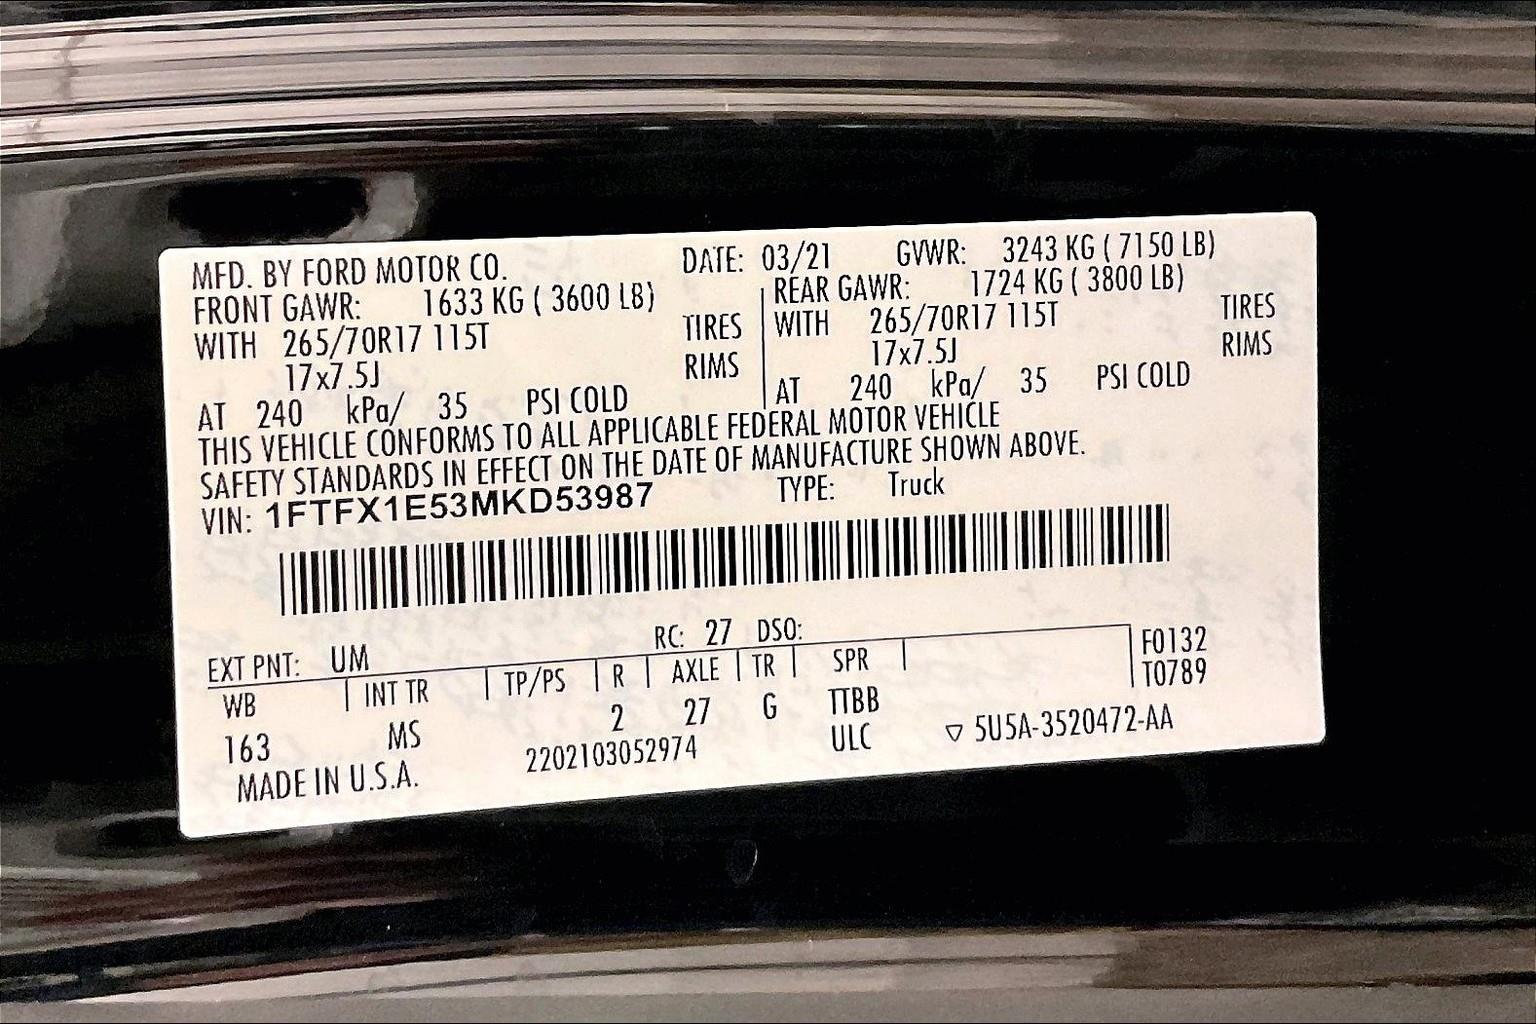 MFD. BY FORD MOTOR CO. DATE: 03/21 GVWR: 3243 KG ( 7150 LB)
FRONT GAWR: 1633 KG ( 3600 LB) REAR GAWR: 1724 KG ( 3800 LB)
WITH 265/70R17 115T TIRES WITH 265/70R17 115T TIRES
17x7.5J RIMS 17x7.5J RIMS
AT 240 kPa/ 35 PSI COLD AT 240 kPa/ 35 PSI COLD
THIS VEHICLE CONFORMS TO ALL APPLICABLE FEDERAL MOTOR VEHICLE
SAFETY STANDARDS IN EFFECT ON THE DATE OF MANUFACTURE SHOWN ABOVE.
VIN: 1FTFX1E53MKD53987 TYPE: Truck
EXT PNT: UM RC: 27 DSO: F0132
WB INT TR TP/PS R AXLE TR SPR T0789
163 MS 2 27 G TTBB
2202103052974 ULC ▽ 5U5A-3520472-AA
MADE IN U.S.A.